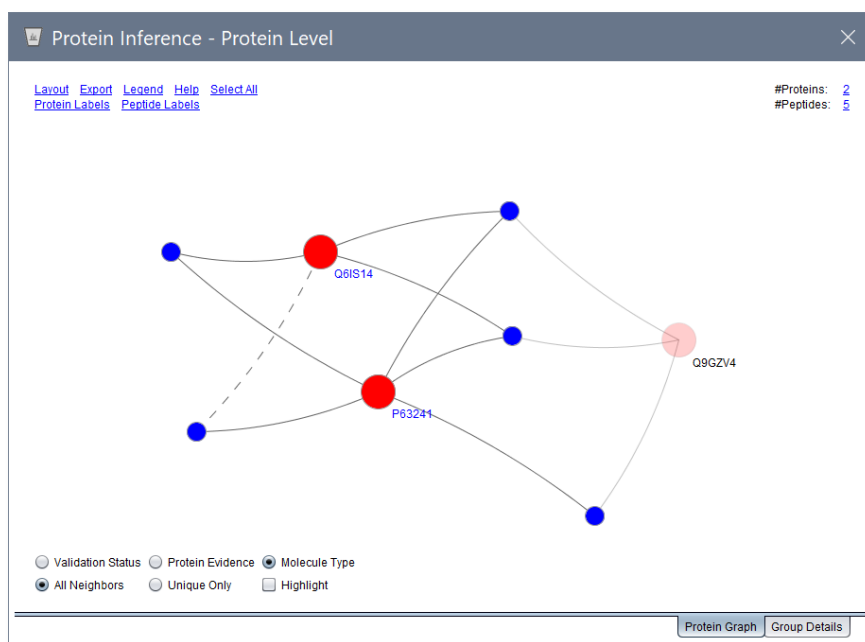 Protein Inference - Protein Level
Layout Export Legend Help Select All
Protein Labels Peptide Labels
#Proteins: 2
#Peptides: 5
Q6IS14
Q9GZV4
P63241
Validation Status Protein Evidence Molecule Type
All Neighbors Unique Only Highlight
Protein Graph Group Details